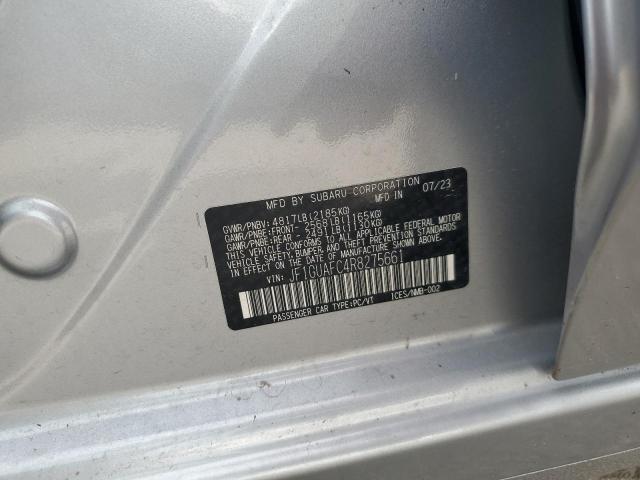 MFD BY SUBARU CORPORATION 07/23
GVWR/PNBV: 4817LB(2185KG) MFD IN
GAWR/PNBE:FRONT- 2569LB(1165KG)
GAWR/PNBE:REAR - 2491LB(1130KG)
THIS VEHICLE CONFORMS TO ALL APPLICABLE FEDERAL MOTOR
VEHICLE SAFETY, BUMPER, AND THEFT PREVENTION STANDARDS
IN EFFECT ON THE DATE OF MANUFACTURE SHOWN ABOVE.
VIN: JF1GUAFC4R8275661
PASSENGER CAR TYPE:PC/VT ICES/NMB-002